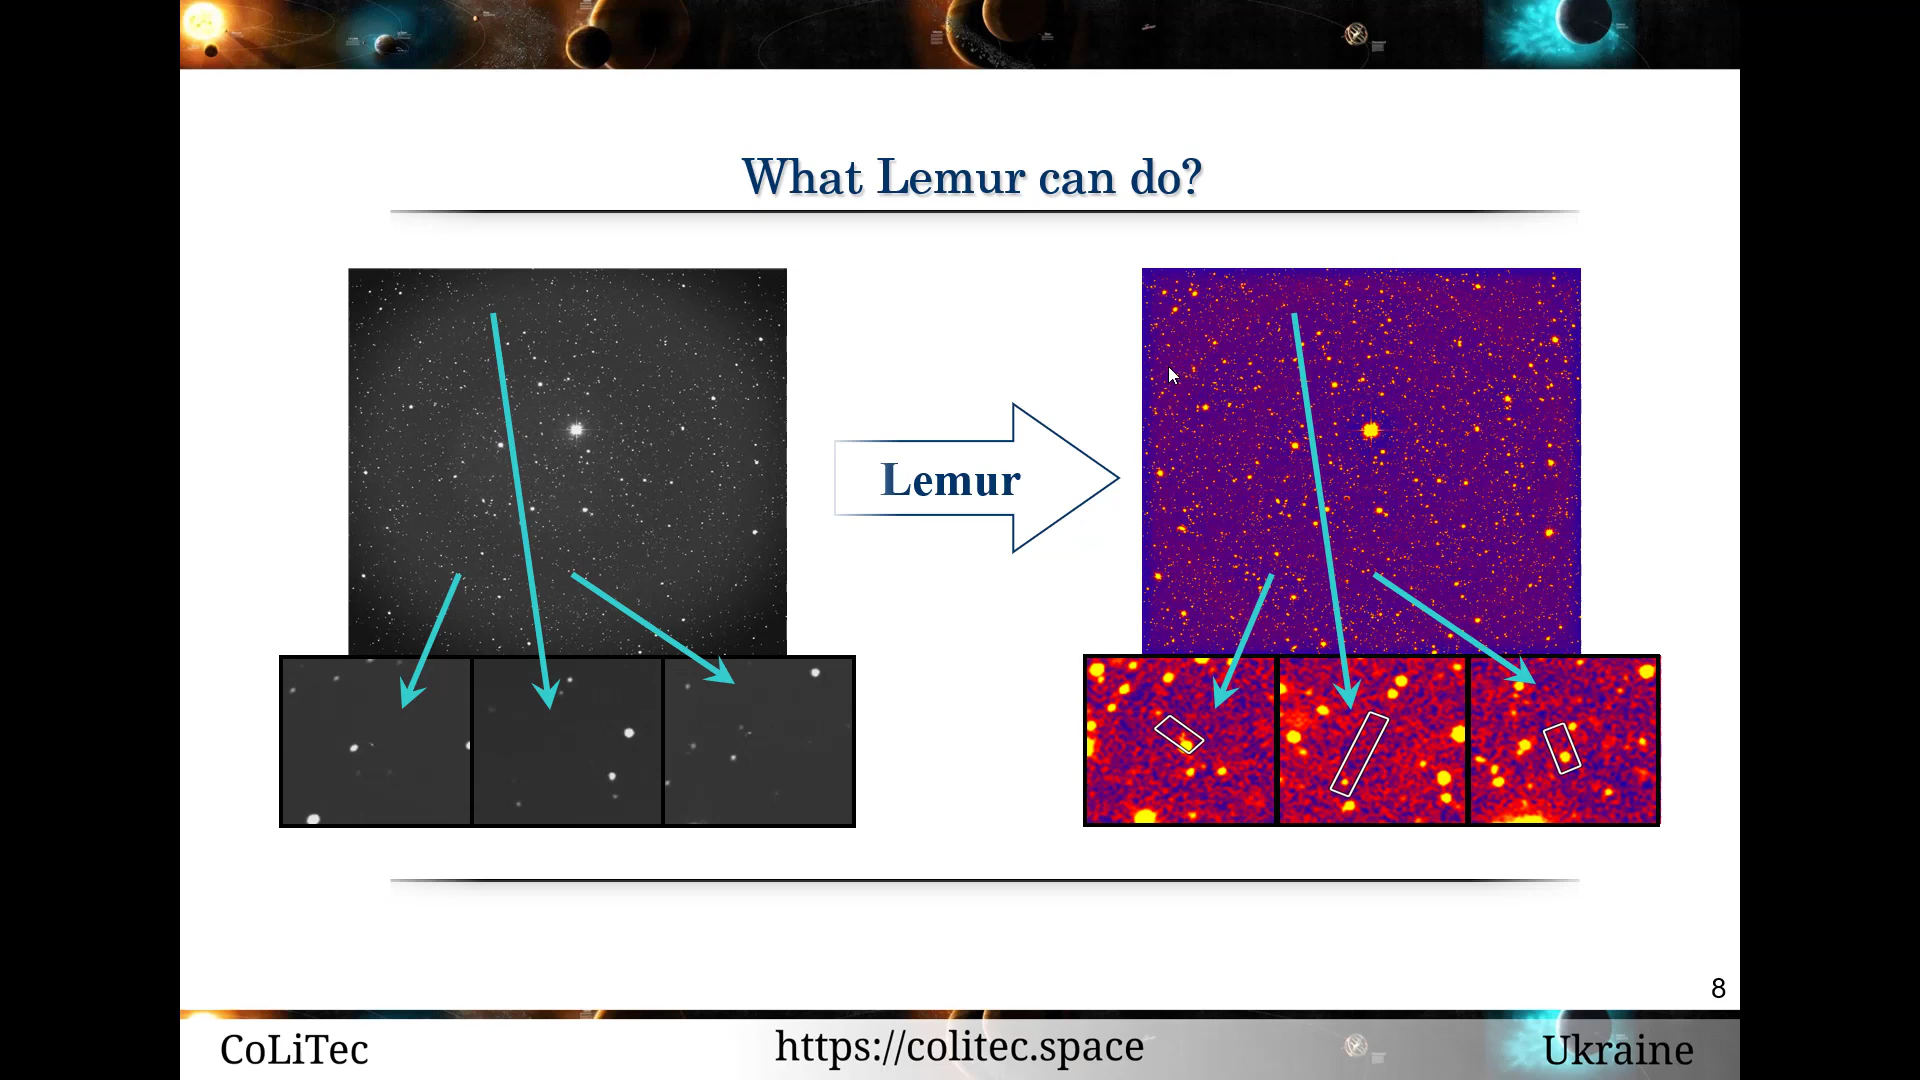 What Lemur can do?
Lemur
8
CoLiTec
https://colitec.space
Ukraine